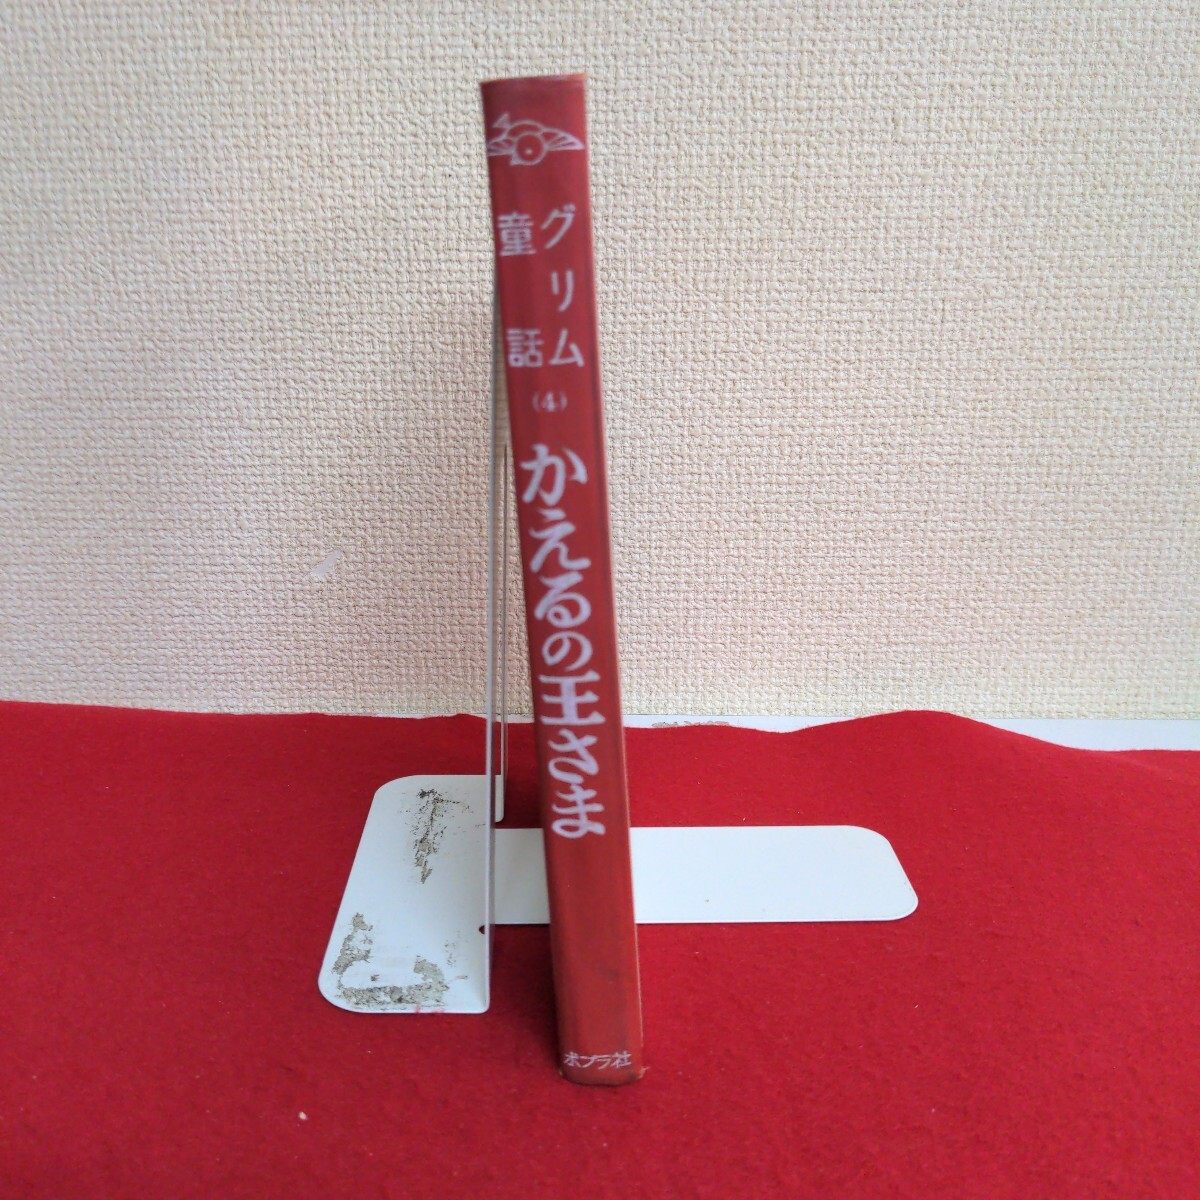 グリム
童話
(4)
かえるの王さま
ポプラ社